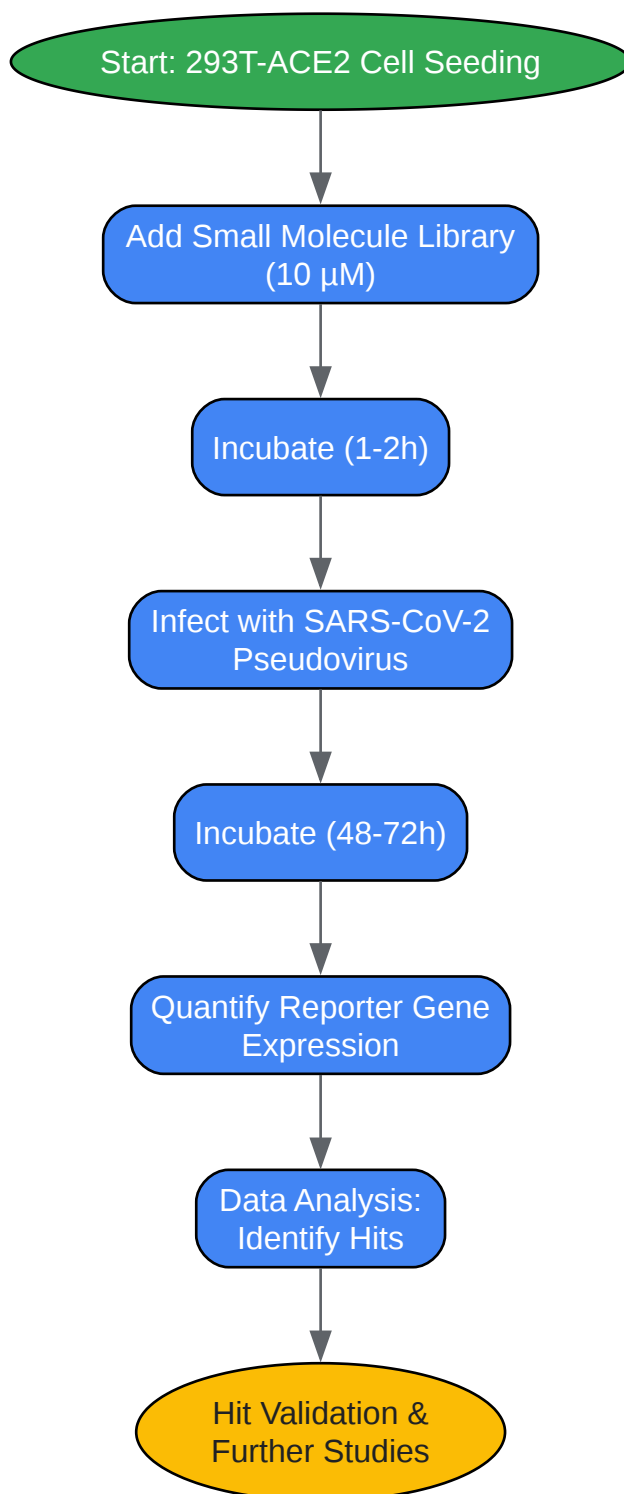 Start: 293T-ACE2 Cell Seeding
Add Small Molecule Library
(10 µM)
Incubate (1-2h)
Infect with SARS-CoV-2
Pseudovirus
Incubate (48-72h)
Quantify Reporter Gene
Expression
Data Analysis:
Identify Hits
Hit Validation &
Further Studies